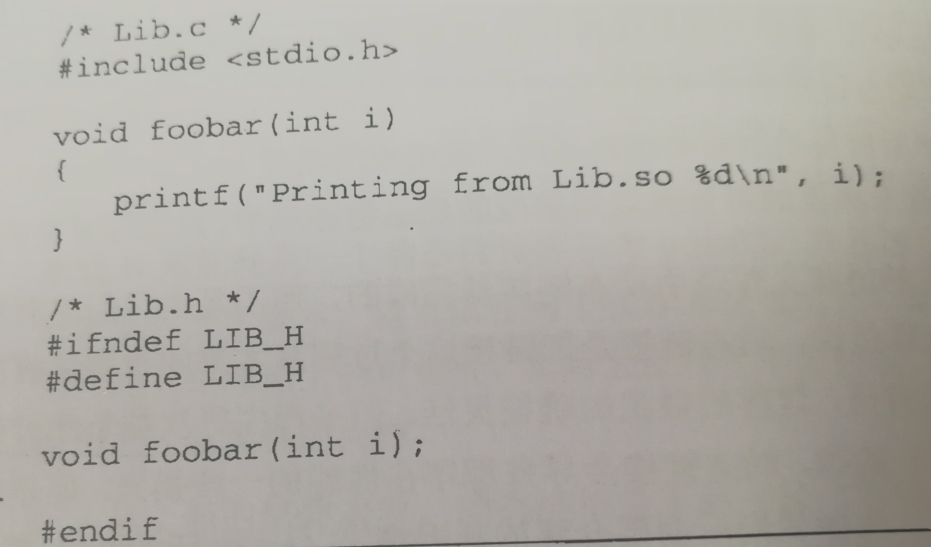 /* Lib.c */
#include <stdio.h>
void foobar(int i)
{
printf("Printing from Lib.so %d\n", i);
}
/* Lib.h */
#ifndef LIB_H
#define LIB_H
void foobar(int i);
#endif